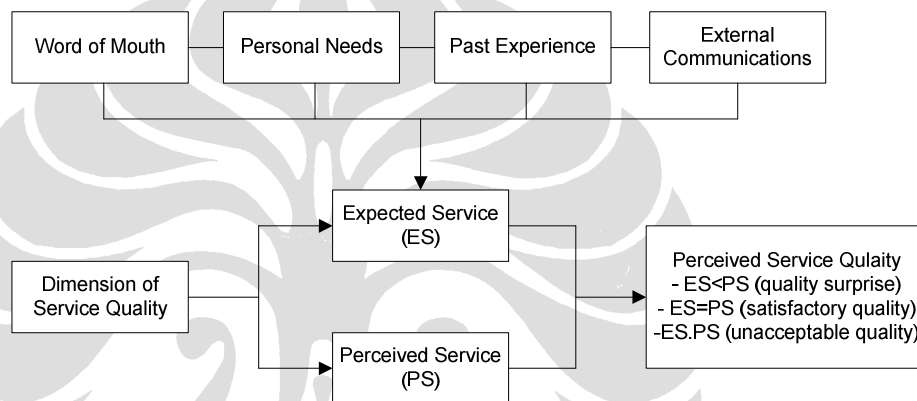 Word of Mouth
Personal Needs
Past Experience
External
Communications
Expected Service
(ES)
Dimension of
Service Quality
Perceived Service
(PS)
Perceived Service Qulaity
- ES<PS (quality surprise)
- ES=PS (satisfactory quality)
-ES.PS (unacceptable quality)